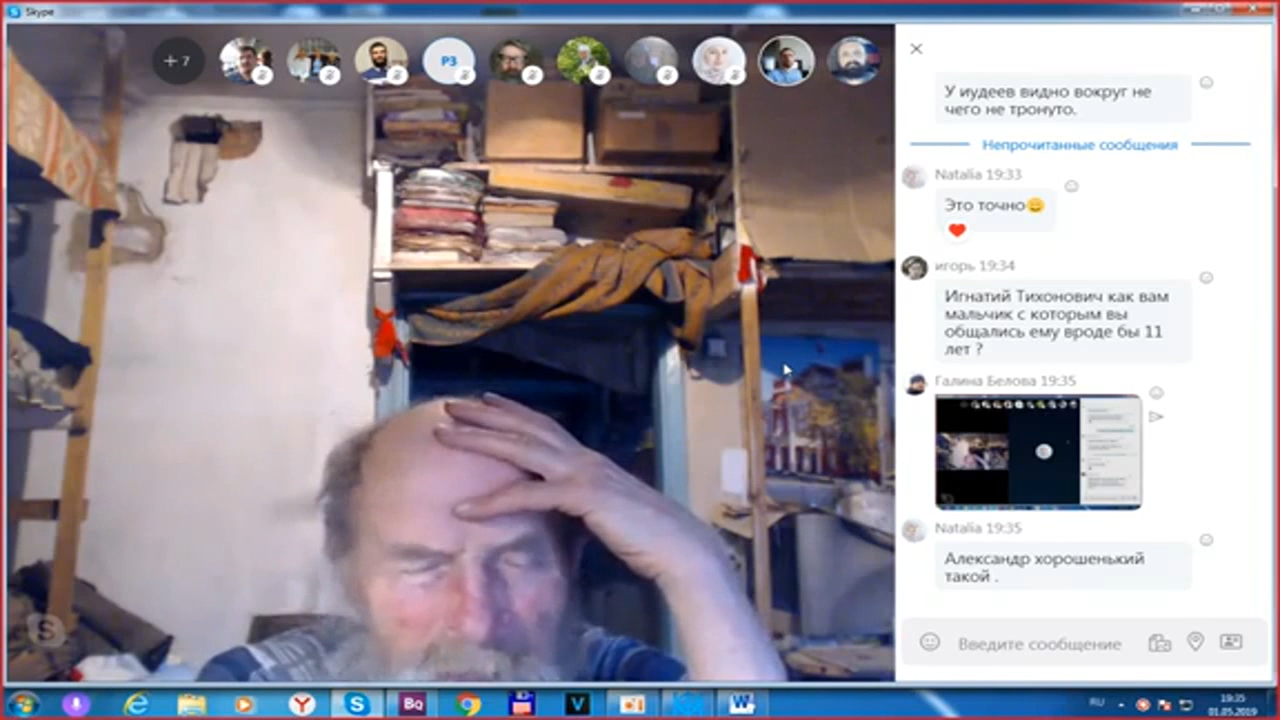 Skype
+7
РЗ
У иудеев видно вокруг не
чего не тронуто.
Непрочитанные сообщения
Natalia 19:33
Это точно
игорь 19:34
Игнатий Тихонович как вам
мальчик с которым вы
общались ему вроде бы 11
лет ?
Галина Белова 19:35
Natalia 19:35
Александр хорошенький
такой .
Введите сообщение
RU
19:35
01.05.2019